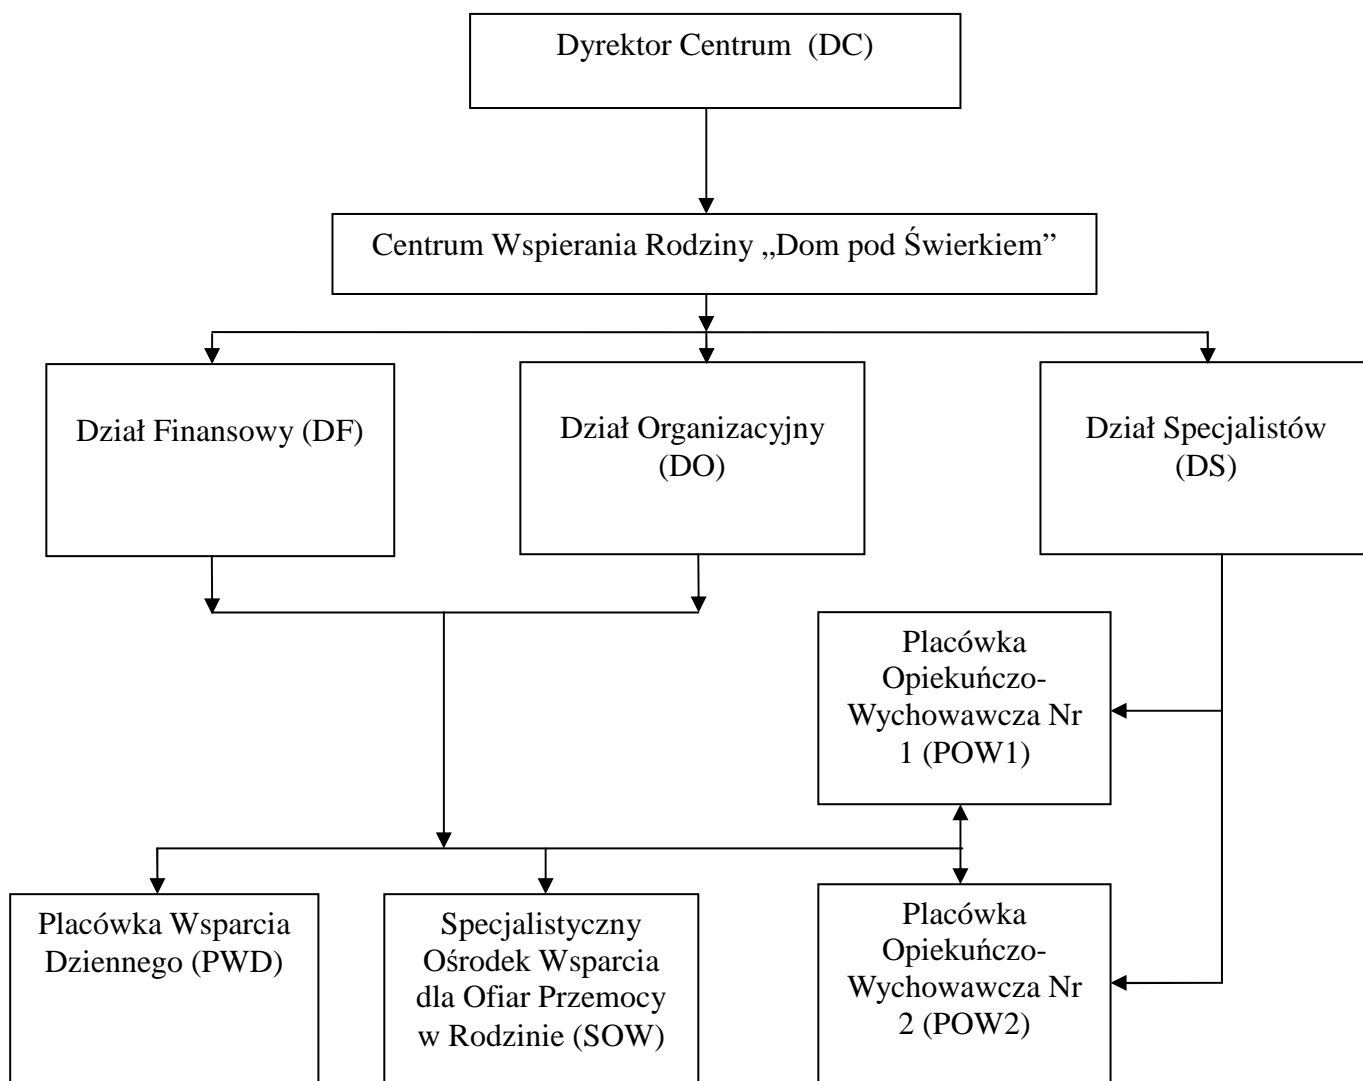 Dyrektor Centrum (DC)
Centrum Wspierania Rodziny „Dom pod Świerkiem”
Dział Finansowy (DF)
Dział Organizacyjny
(DO)
Dział Specjalistów
(DS)
Placówka
Opiekuńczo-
Wychowawcza Nr
1 (POW1)
Placówka Wsparcia
Dziennego (PWD)
Specjalistyczny
Ośrodek Wsparcia
dla Ofiar Przemocy
w Rodzinie (SOW)
Placówka
Opiekuńczo-
Wychowawcza Nr
2 (POW2)